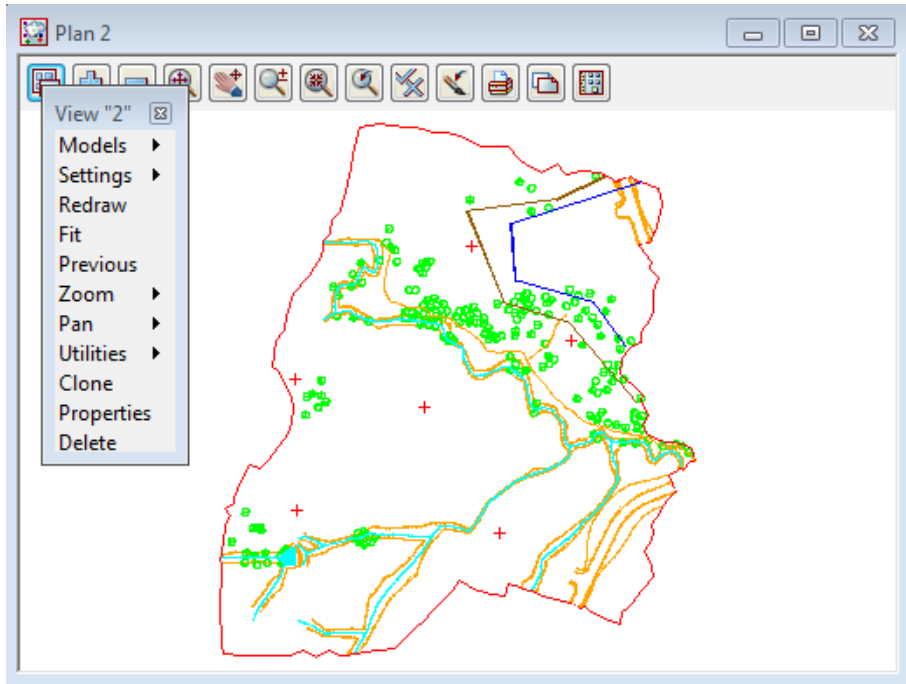 Plan 2
View "2"
Models
Settings
Redraw
Fit
Previous
Zoom
Pan
Utilities
Clone
Properties
Delete